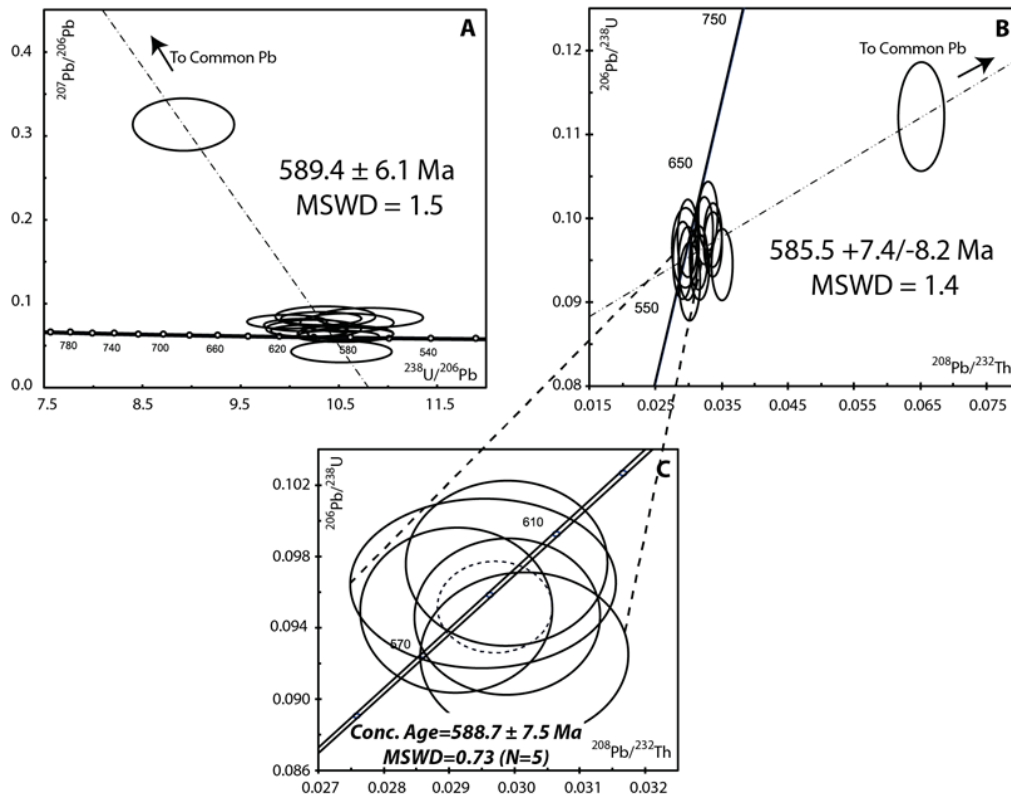 A
0.4
0.3
0.2
0.1
0.0
207Pb/206Pb
To Common Pb
589.4 ± 6.1 Ma
MSWD = 1.5
780
740
700
660
620
580
540
238U/206Pb
7.5
8.5
9.5
10.5
11.5
B
0.12
0.11
0.10
0.09
0.08
206Pb/238U
750
To Common Pb
650
550
585.5 +7.4/-8.2 Ma
MSWD = 1.4
208Pb/232Th
0.015
0.025
0.035
0.045
0.055
0.065
0.075
C
0.102
0.098
0.094
0.090
0.086
206Pb/238U
610
570
Conc. Age=588.7 ± 7.5 Ma
MSWD=0.73 (N=5)
208Pb/232Th
0.027
0.028
0.029
0.030
0.031
0.032